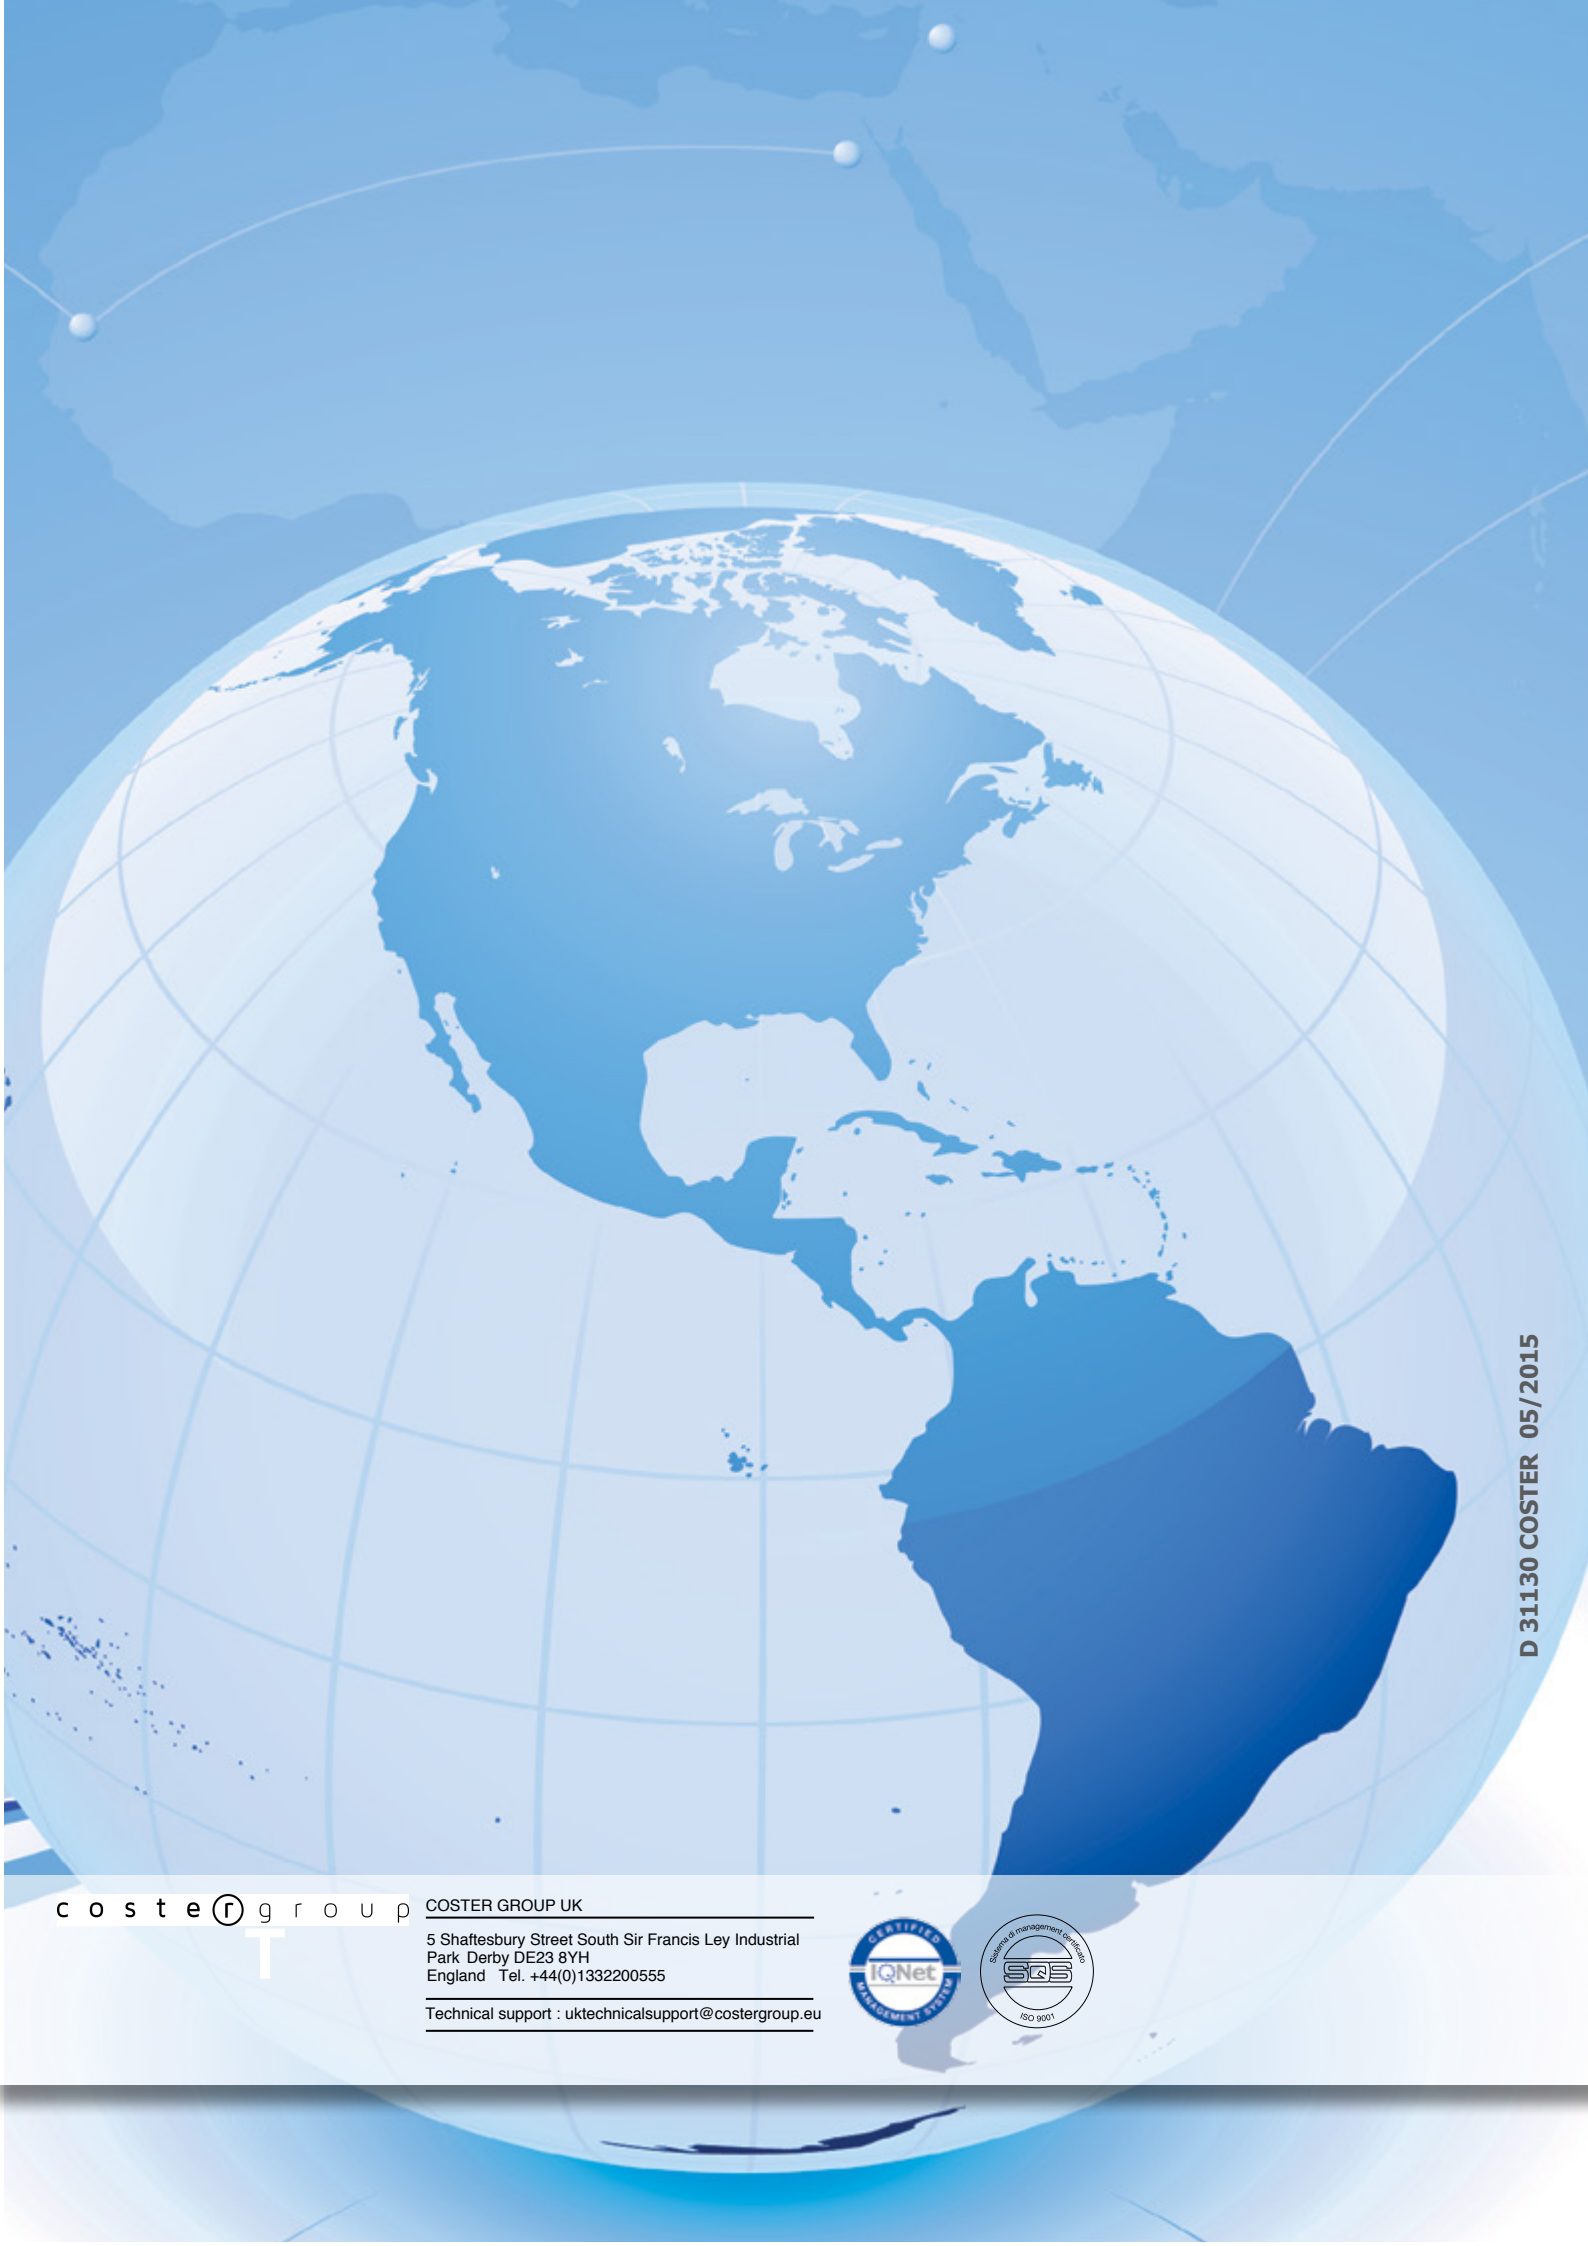 D 31130 COSTER 05/2015
coster group
T
COSTER GROUP UK
5 Shaftesbury Street South Sir Francis Ley Industrial
Park Derby DE23 8YH
England Tel. +44(0)1332200555
Technical support : uktechnicalsupport@costergroup.eu
CERTIFIED
IQNet
MANAGEMENT SYSTEM
Sistema di management certificato
SQS
ISO 9001